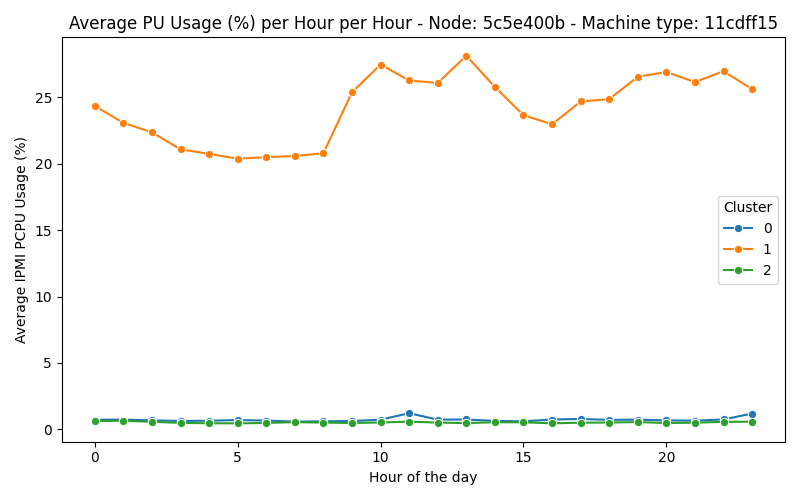 Average PU Usage (%) per Hour per Hour - Node: 5c5e400b - Machine type: 11cdff15
Average IPMI PCPU Usage (%)
25
20
15
10
5
0
Cluster
0
1
2
0 5 10 15 20
Hour of the day